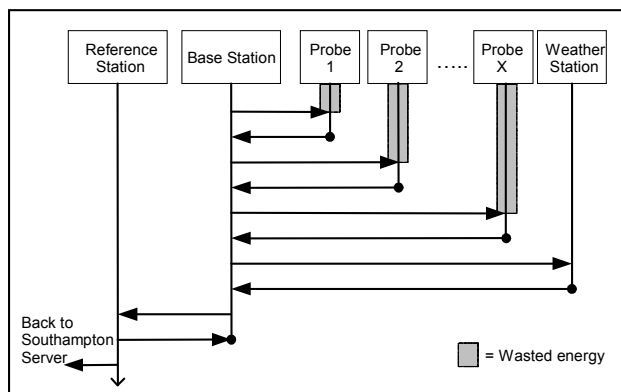 Reference
Station
Base Station
Probe
1
Probe
2
.....
Probe
X
Weather
Station
Back to
Southampton
Server
= Wasted energy